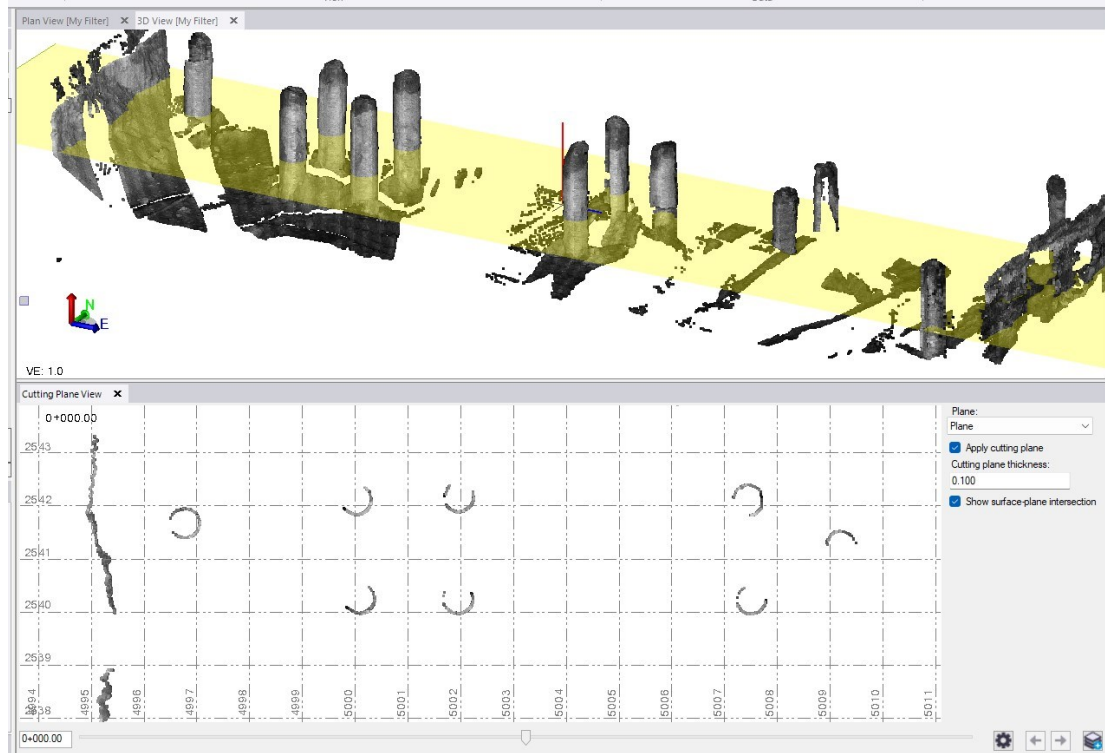 Plan View [My Filter]
3D View [My Filter]
N
E
VE: 1.0
Cutting Plane View
0+000.00
2543
2542
2541
2540
2539
2538
4994
4995
4996
4997
4998
4999
5000
5001
5002
5003
5004
5005
5006
5007
5008
5009
5010
5011
Plane:
Plane
Apply cutting plane
Cutting plane thickness:
0.100
Show surface-plane intersection
0+000.00